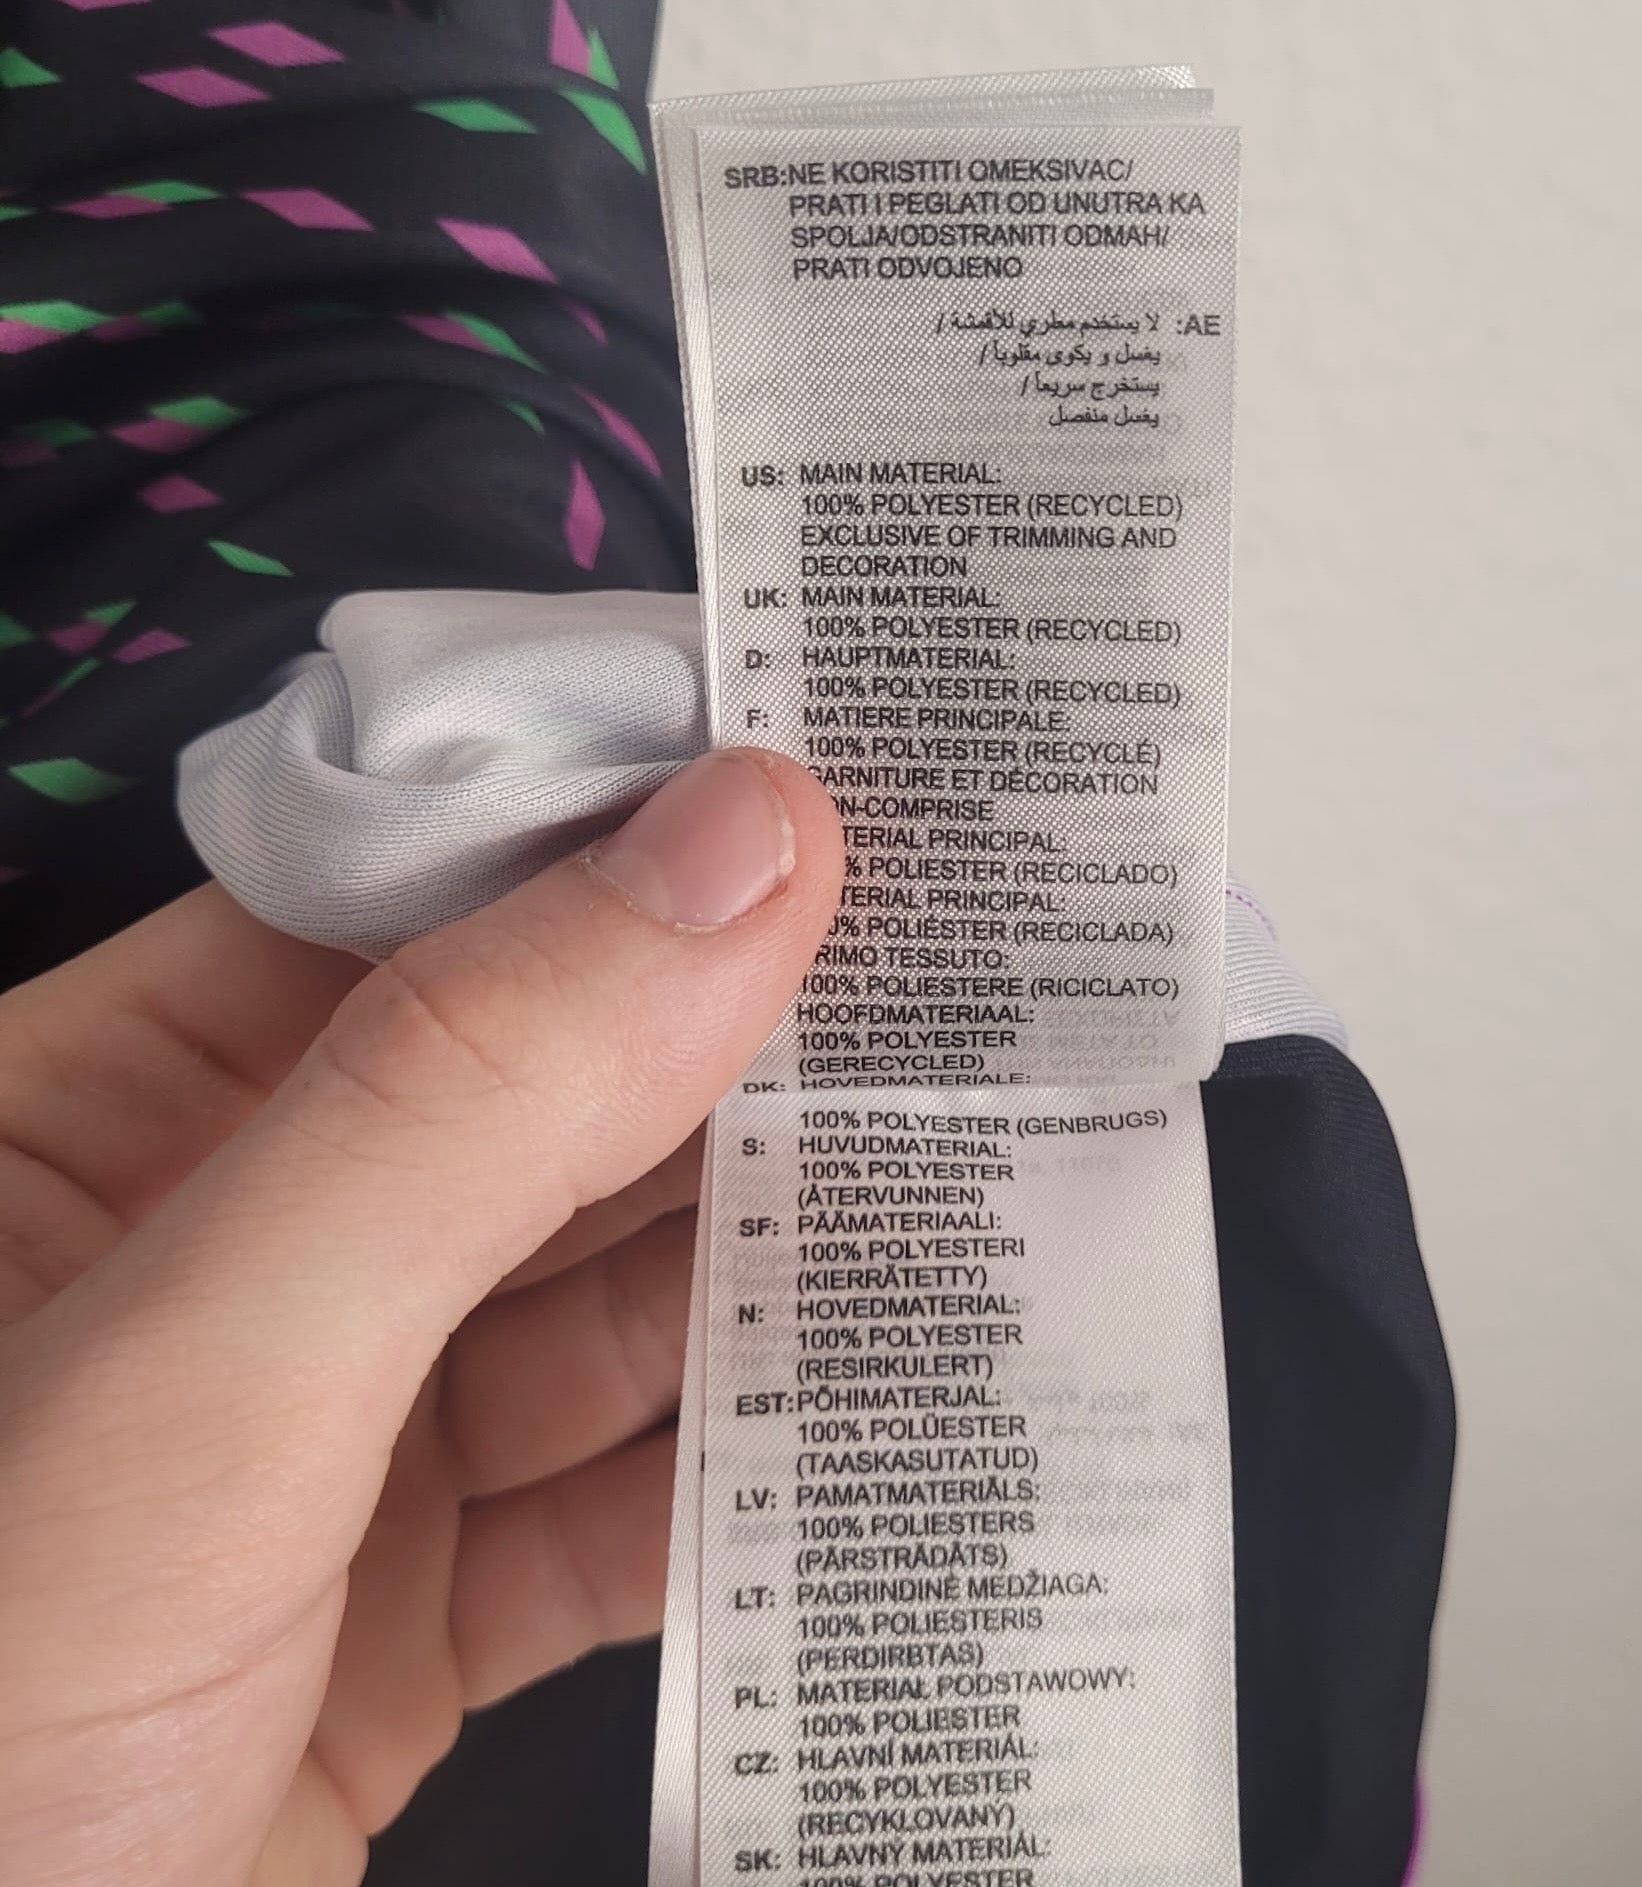 SRB:NE KORISTITI OMEKSIVAC/
PRATI I PEGLATI OD UNUTRA KA
SPOLJA/ODSTRANITI ODMAH/
PRATI ODVOJENO
AE: لا يستخدم مطري للأقمشة /
يغسل و يكوى مقلوبا /
يستخرج سريعا /
يغسل منفصل
US: MAIN MATERIAL:
100% POLYESTER (RECYCLED)
EXCLUSIVE OF TRIMMING AND
DECORATION
UK: MAIN MATERIAL:
100% POLYESTER (RECYCLED)
D: HAUPTMATERIAL:
100% POLYESTER (RECYCLED)
F: MATIERE PRINCIPALE:
100% POLYESTER (RECYCLÉ)
GARNITURE ET DÉCORATION
N-COMPRISE
TERIAL PRINCIPAL:
% POLIESTER (RECICLADO)
TERIAL PRINCIPAL:
% POLIÉSTER (RECICLADA)
RIMO TESSUTO:
100% POLIESTERE (RICICLATO)
HOOFDMATERIAAL:
100% POLYESTER
(GERECYCLED)
DK: HOVEDMATERIALE:
100% POLYESTER (GENBRUGS)
S: HUVUDMATERIAL:
100% POLYESTER
(ÅTERVUNNEN)
SF: PÄÄMATERIAALI:
100% POLYESTERI
(KIERRÄTETTY)
N: HOVEDMATERIAL:
100% POLYESTER
(RESIRKULERT)
EST:PÕHIMATERJAL:
100% POLÜESTER
(TAASKASUTATUD)
LV: PAMATMATERIĀLS:
100% POLIESTERS
(PĀRSTRĀDĀTS)
LT: PAGRINDINĖ MEDŽIAGA:
100% POLIESTERIS
(PERDIRBTAS)
PL: MATERIAŁ PODSTAWOWY:
100% POLIESTER
CZ: HLAVNÍ MATERIÁL:
100% POLYESTER
(RECYKLOVANÝ)
SK: HLAVNÝ MATERIÁL:
100% POLYESTER